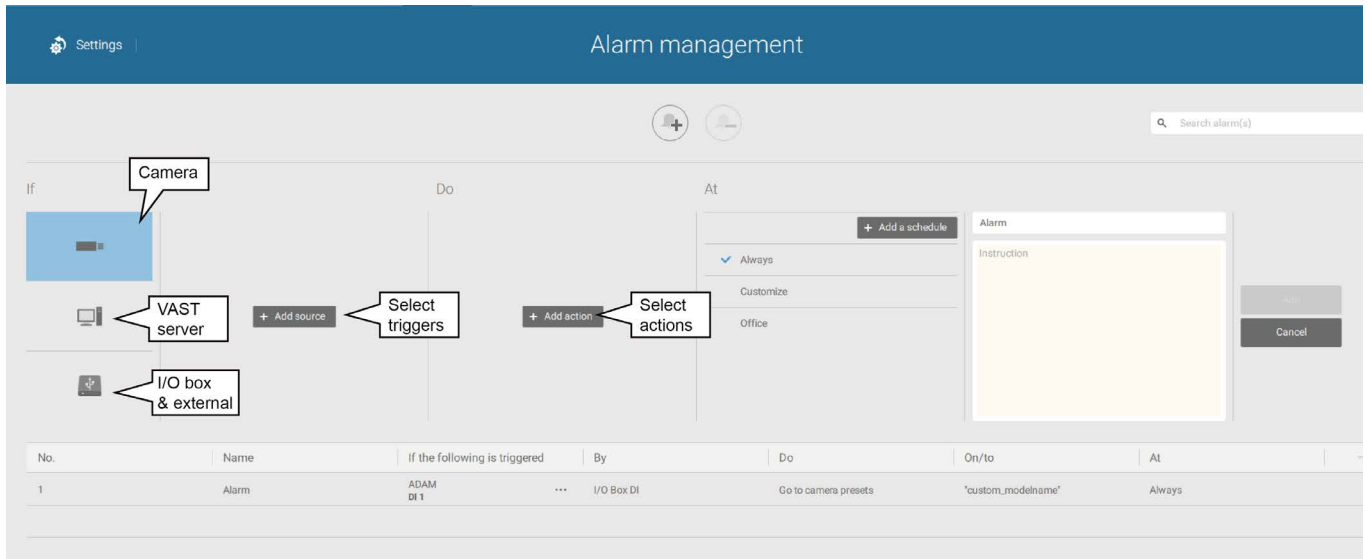 Settings
Alarm management
Search alarm(s)
If
Do
At
Camera
VAST
server
I/O box
& external
+ Add source
Select
triggers
+ Add action
Select
actions
+ Add a schedule
Always
Customize
Office
Alarm
Instruction
Add
Cancel
No. Name If the following is triggered By Do On/to At
1 Alarm ADAM ... I/O Box DI Go to camera presets "custom_modelname" Always
DI 1